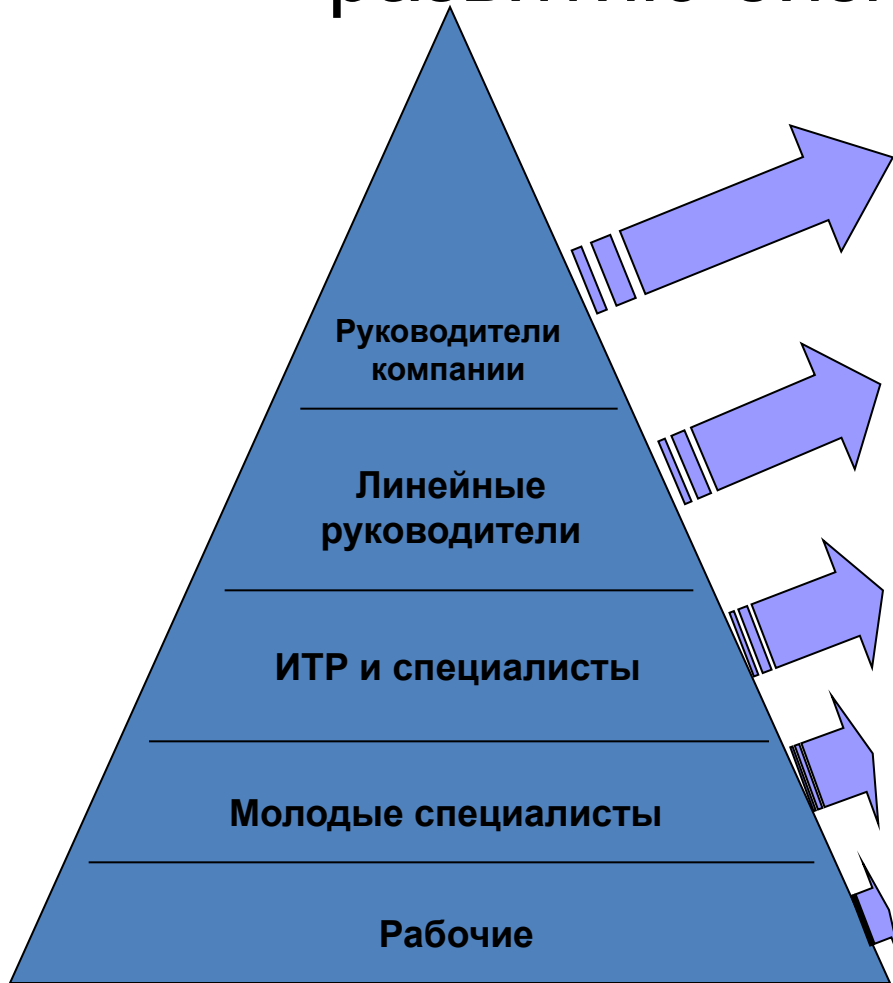 Руководители
компании
Линейные
руководители
ИТР и специалисты
Молодые специалисты
Рабочие